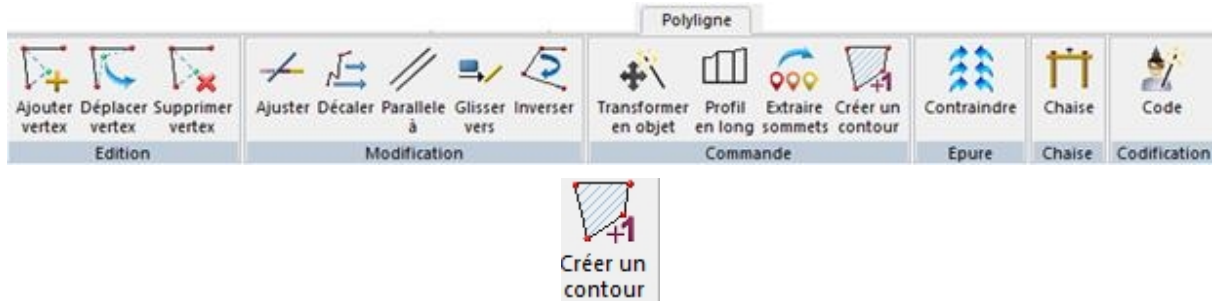 Polyligne
Ajouter Déplacer Supprimer Ajuster Décaler Parallele Glisser Inverser Transformer Profil Extraire Créer un Contraindre Chaise Code
vertex vertex vertex à vers en objet en long sommets contour
Edition Modification Commande Epure Chaise Codification
+1
Créer un
contour